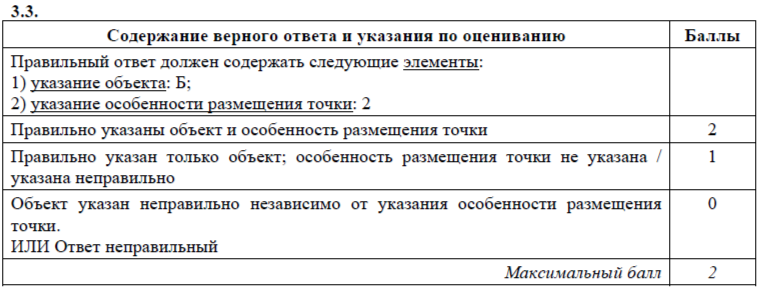 3.3.
Содержание верного ответа и указания по оцениванию Баллы
Правильный ответ должен содержать следующие элементы:
1) указание объекта: Б;
2) указание особенности размещения точки: 2
Правильно указаны объект и особенность размещения точки 2
Правильно указан только объект; особенность размещения точки не указана / 1
указана неправильно
Объект указан неправильно независимо от указания особенности размещения 0
точки.
ИЛИ Ответ неправильный
Максимальный балл 2